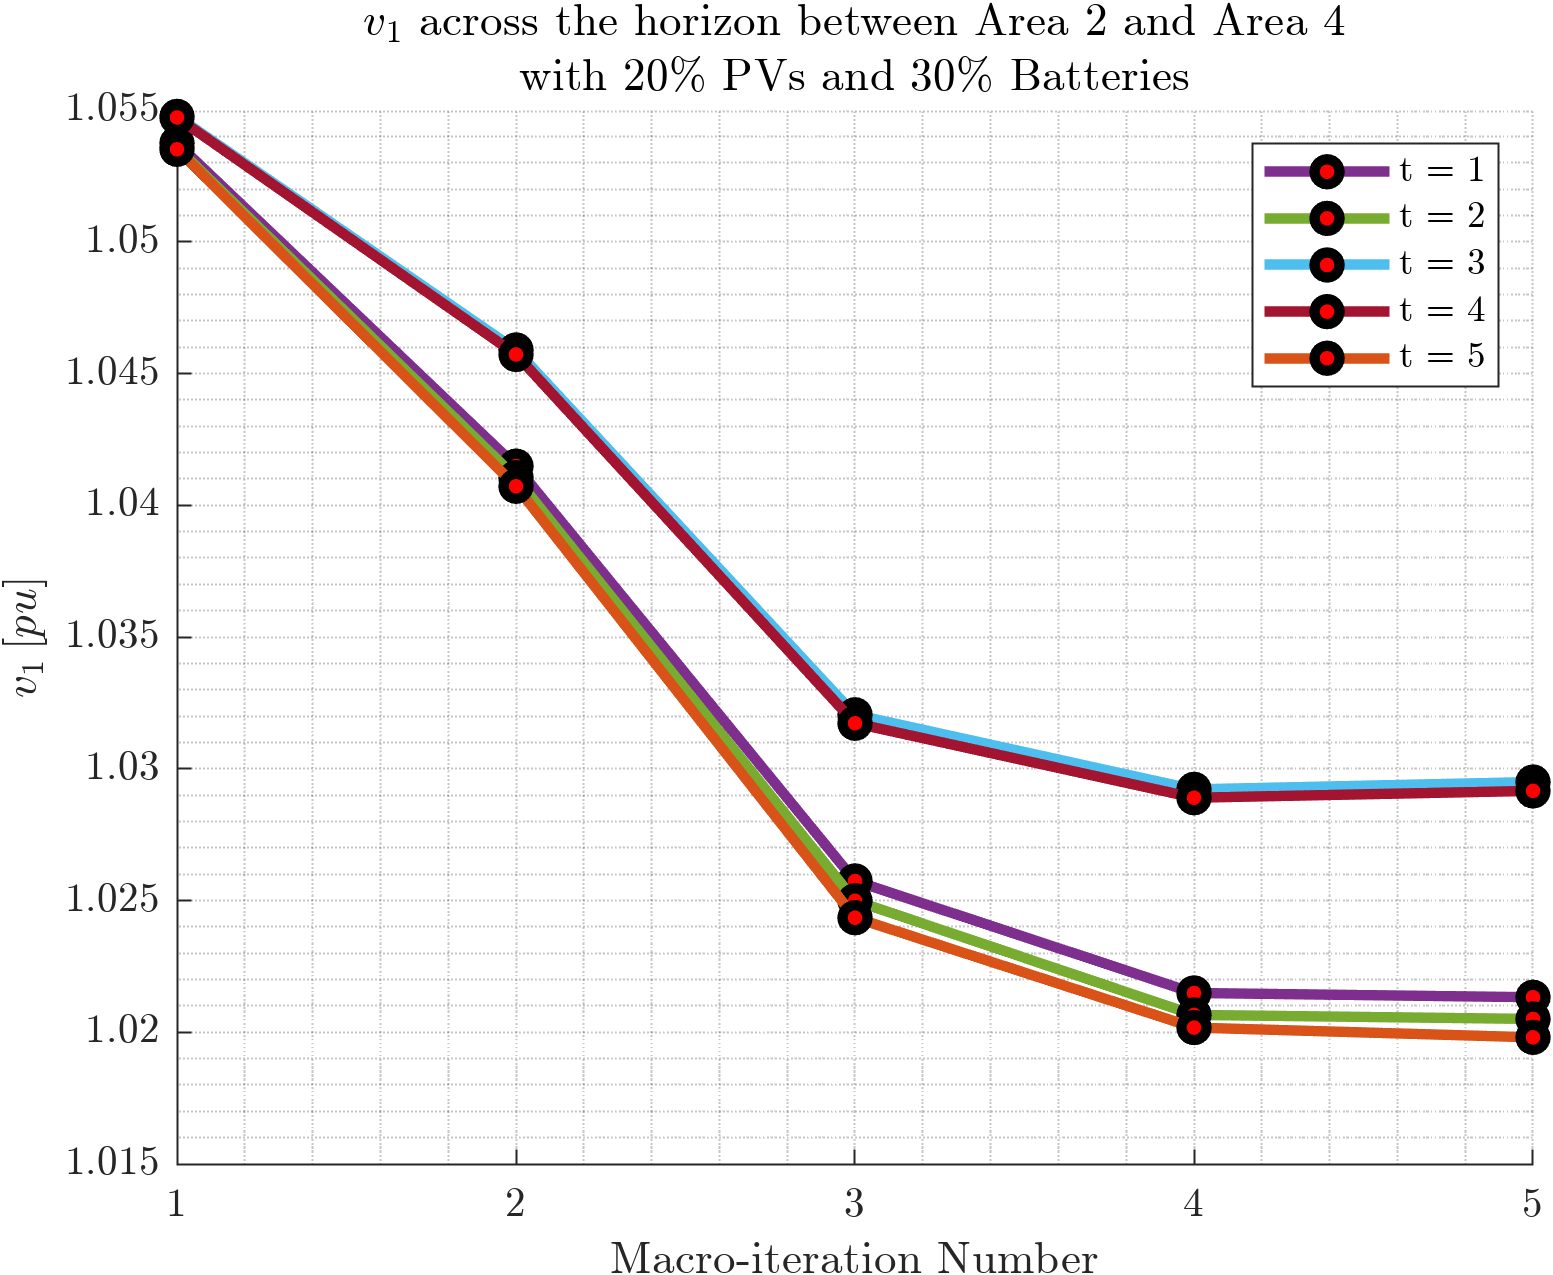 v₁ across the horizon between Area 2 and Area 4
with 20% PVs and 30% Batteries
1.055
1.05
1.045
1.04
1.035
1.03
1.025
1.02
1.015
v₁ [pu]
t = 1
t = 2
t = 3
t = 4
t = 5
1 2 3 4 5
Macro-iteration Number